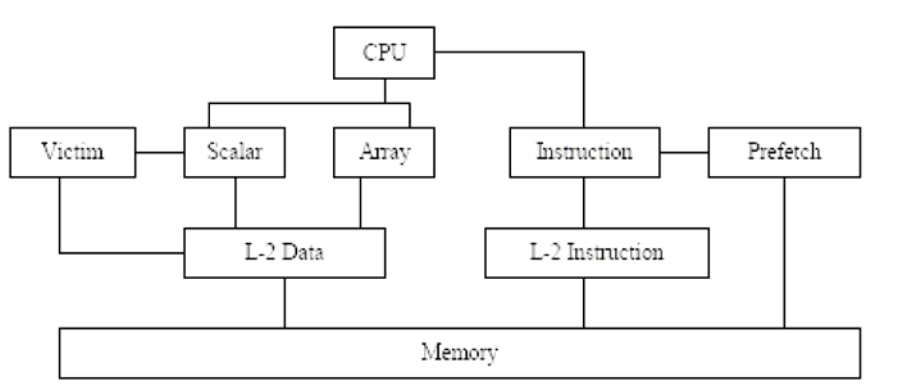 CPU
Victim
Scalar
Array
Instruction
Prefetch
L-2 Data
L-2 Instruction
Memory